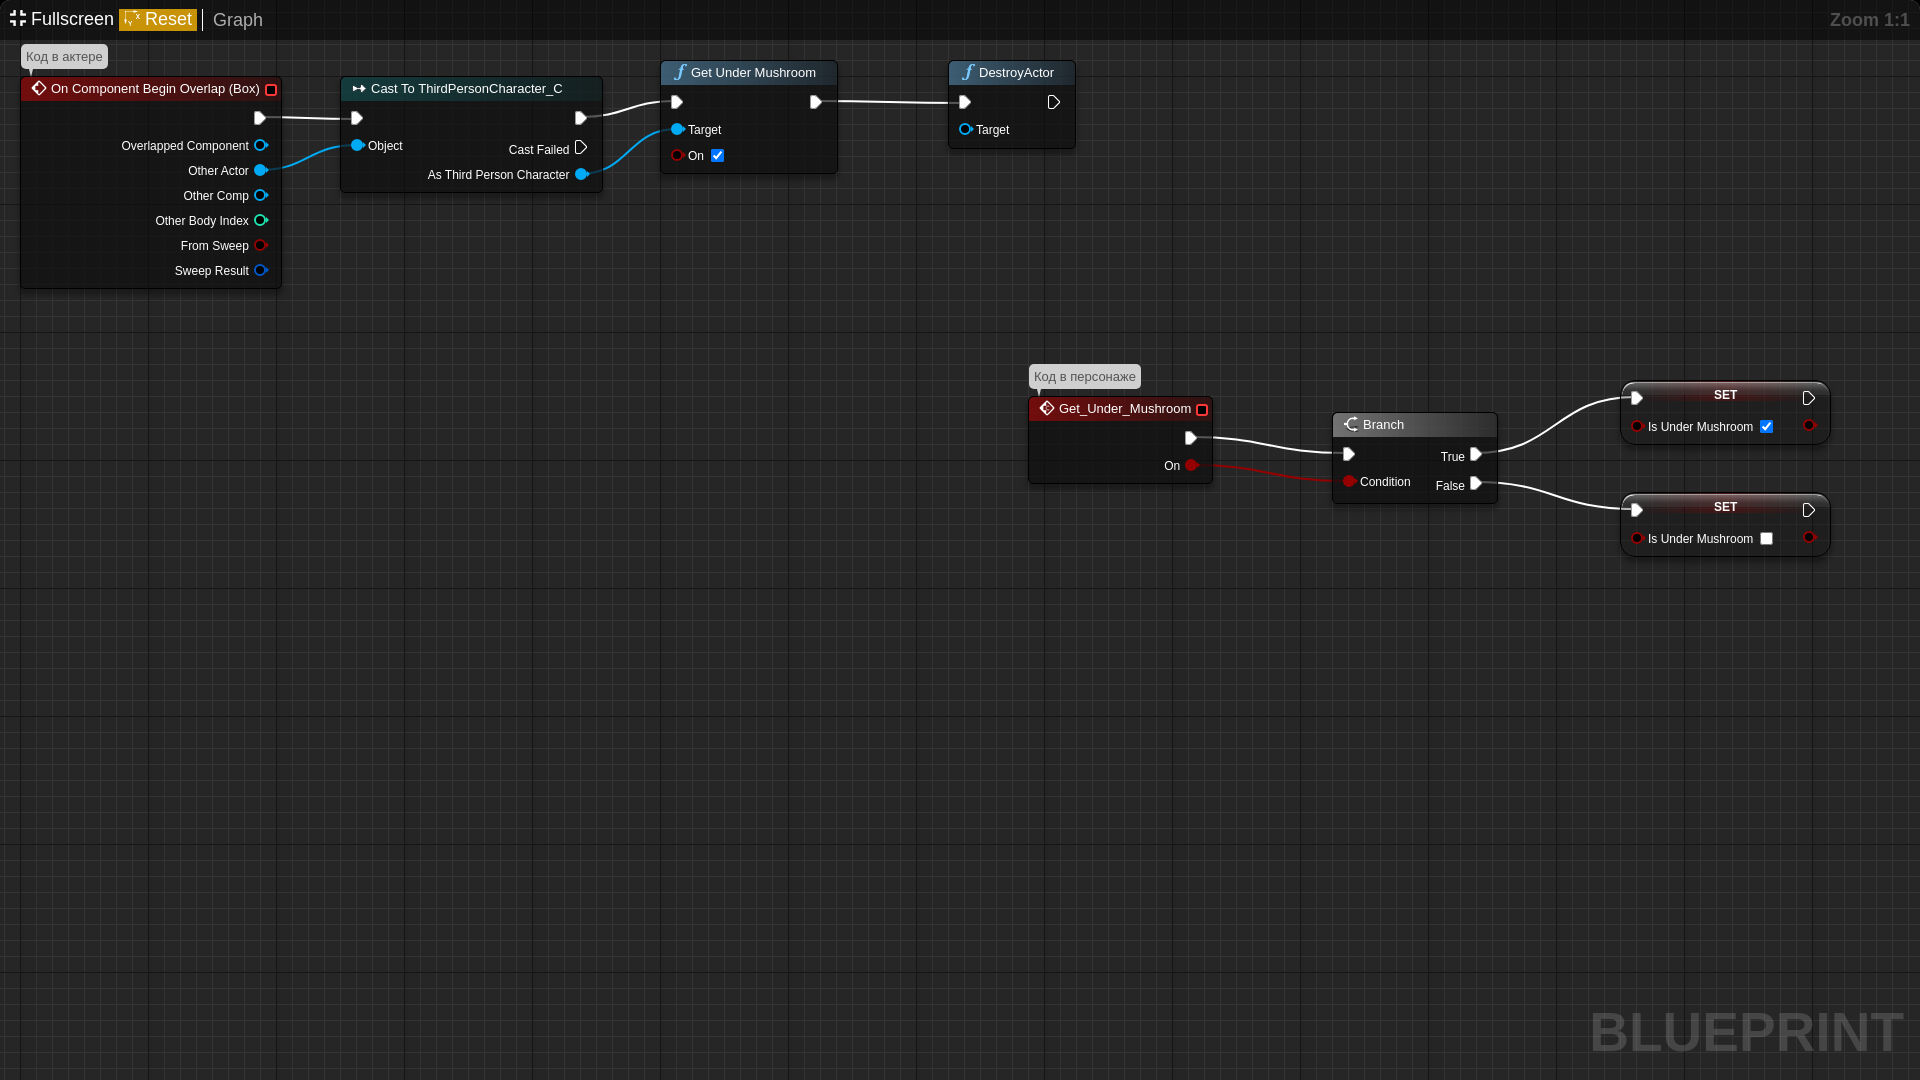 Fullscreen Reset Graph Zoom 1:1
Код в актере
On Component Begin Overlap (Box)
Overlapped Component
Other Actor
Other Comp
Other Body Index
From Sweep
Sweep Result
Cast To ThirdPersonCharacter_C
Object
Cast Failed
As Third Person Character
Get Under Mushroom
Target
On
DestroyActor
Target
Код в персонаже
Get_Under_Mushroom
On
Branch
True
Condition
False
SET
Is Under Mushroom
SET
Is Under Mushroom
BLUEPRINT